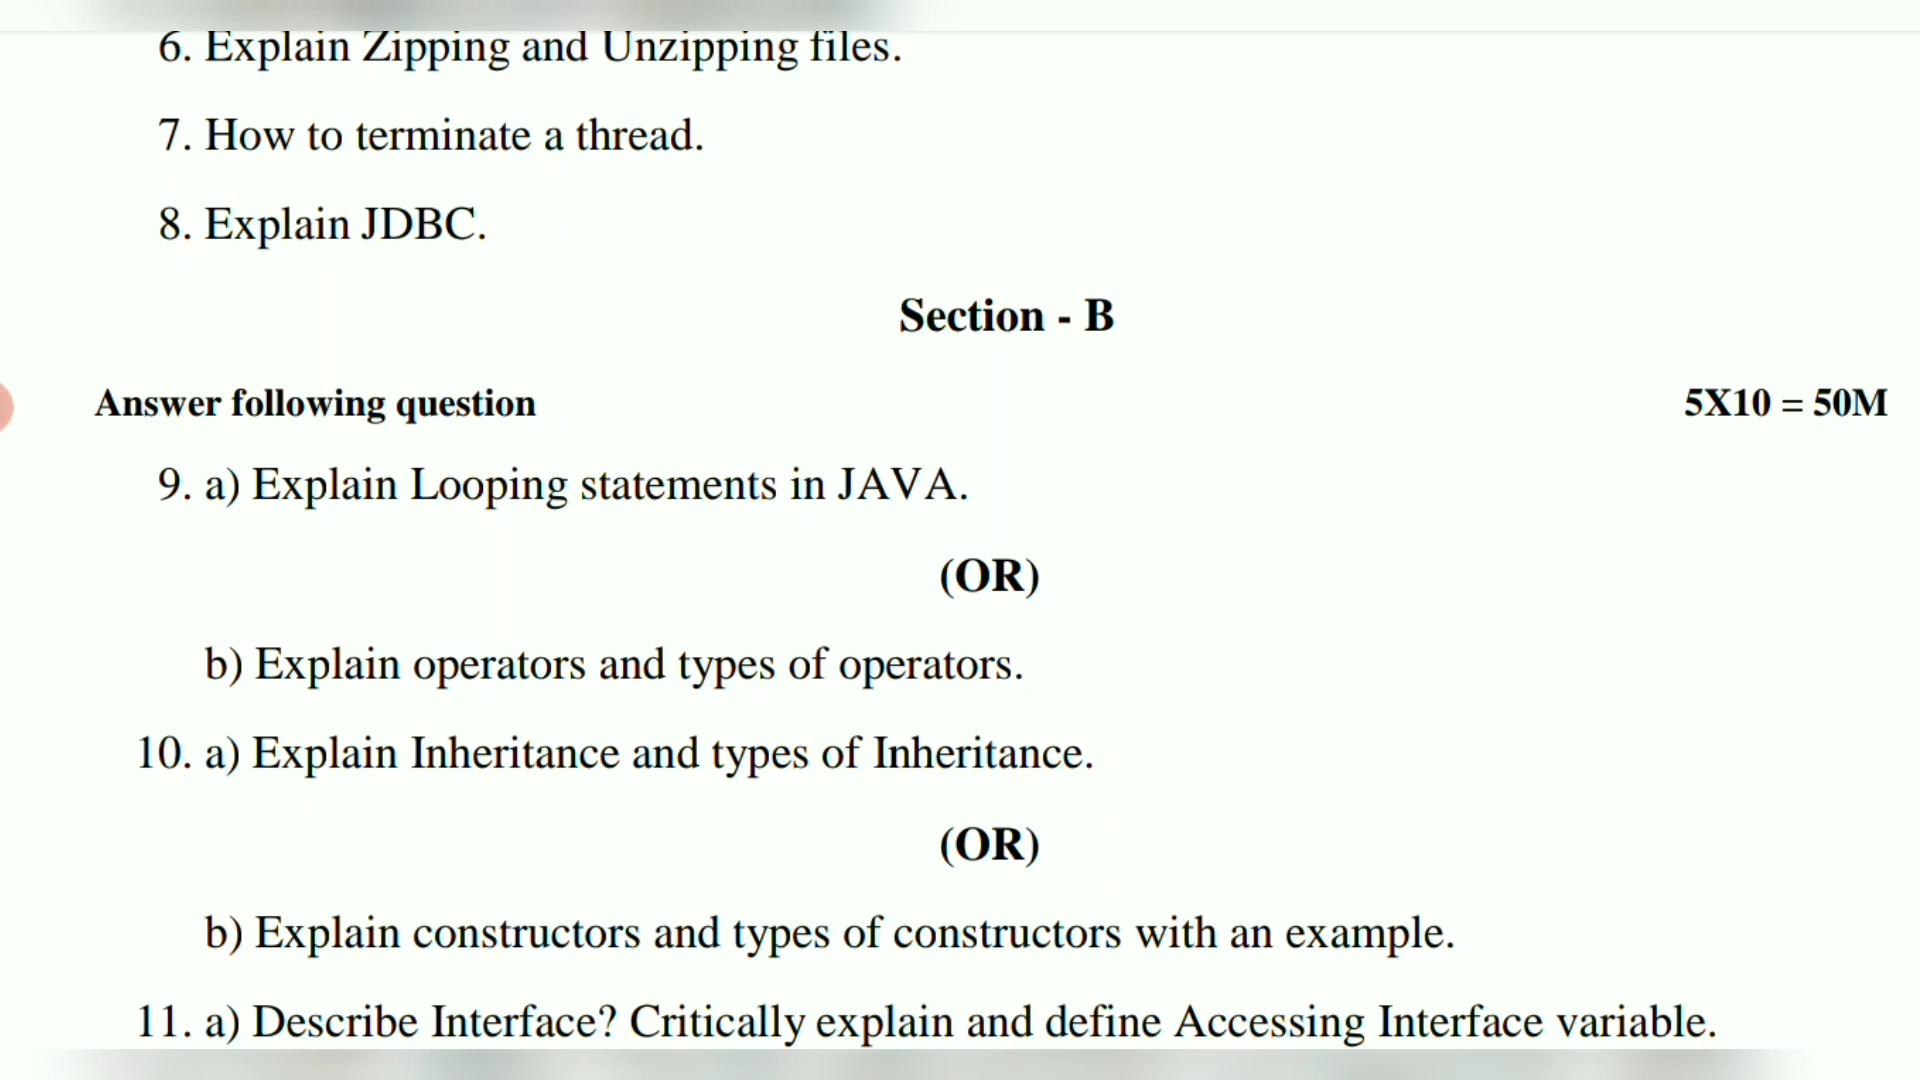 6. Explain Zipping and Unzipping files.
7. How to terminate a thread.
8. Explain JDBC.
Section - B
Answer following question 5X10 = 50M
9. a) Explain Looping statements in JAVA.
(OR)
b) Explain operators and types of operators.
10. a) Explain Inheritance and types of Inheritance.
(OR)
b) Explain constructors and types of constructors with an example.
11. a) Describe Interface? Critically explain and define Accessing Interface variable.